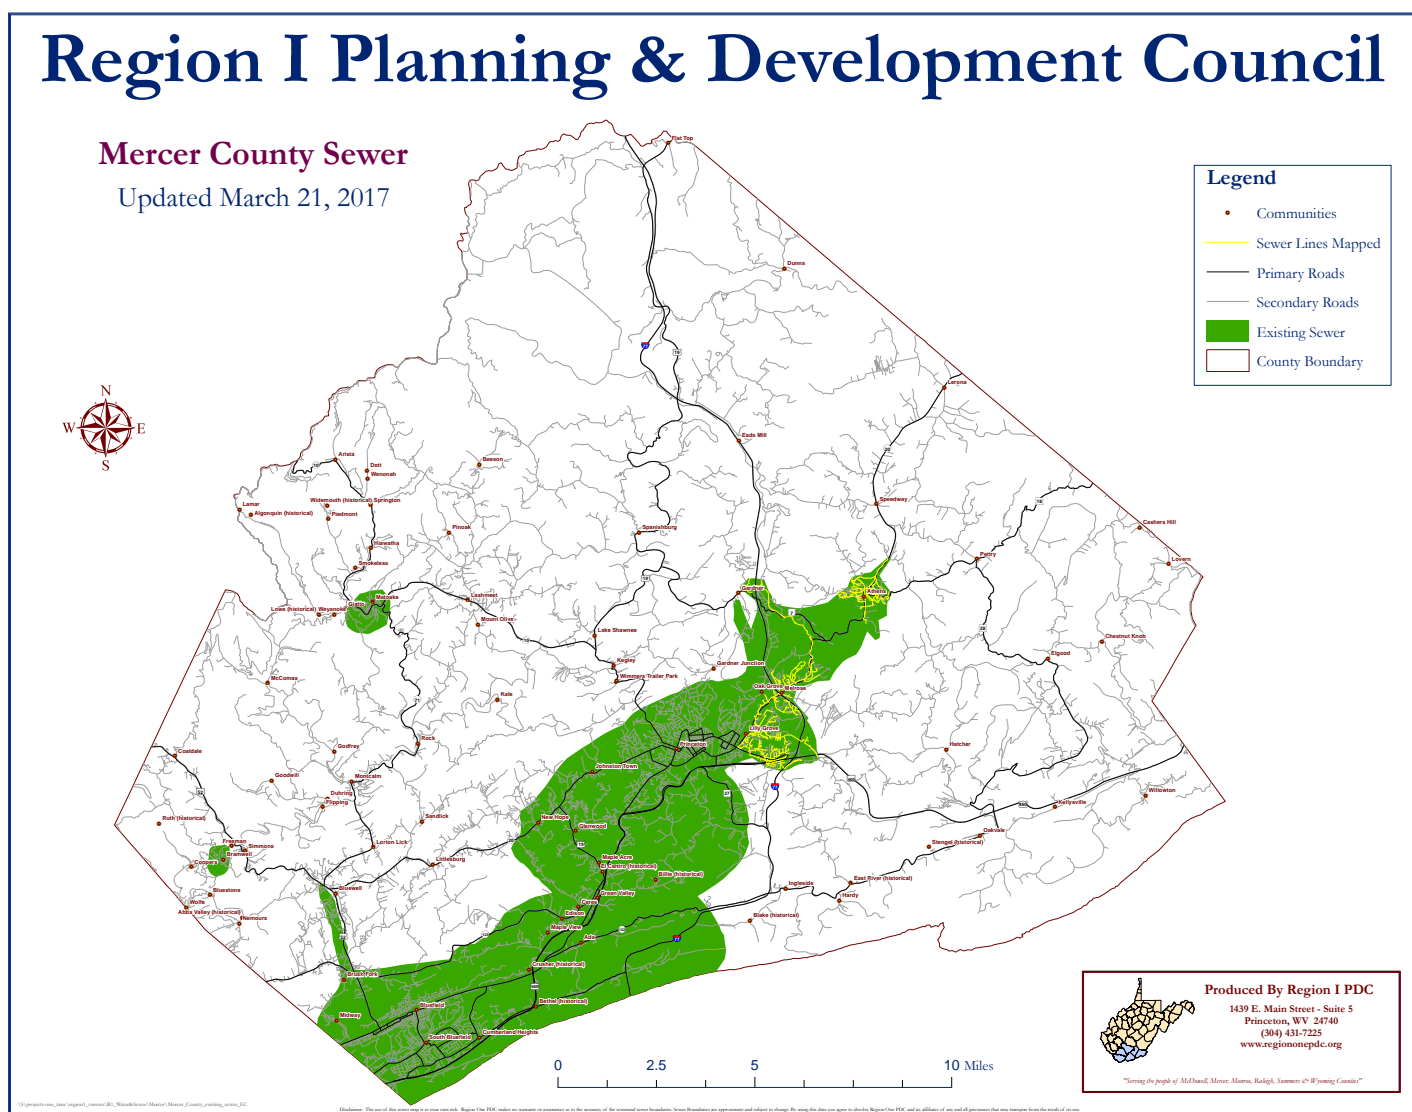 Region I Planning & Development Council
Mercer County Sewer
Updated March 21, 2017
Legend
Communities
Sewer Lines Mapped
Primary Roads
Secondary Roads
Existing Sewer
County Boundary
N
W E
S
Flat Top
Dunns
77
19
Lerona
Eads Mill
20
Arista
Dott
Wenonah
Beeson
Widemouth (historical) Springton
Piedmont
Lamar
Algonquin (historical)
Speedway
Cashers Hill
Pinoak
Spanishburg
Hiawatha
Smokeless
Pettry
Lovern
Giatto
Matoaka
Lashmeet
Gardner
Athens
Lowe (historical) Weyanoke
Mount Olive
Lake Shawnee
Chestnut Knob
Elgood
Kegley
Gardner Junction
Wimmers Trailer Park
McComas
Kale
Oak Grove
Melrose
Lilly Grove
Rock
Princeton
Hatcher
Coaldale
Godfrey
Johnston Town
Goodwill
Montcalm
Duhring
Flipping
Willowton
Kellysville
Ruth (historical)
Sandlick
New Hope
Glenwood
Oakvale
Stengel (historical)
Freeman
Simmons
Bramwell
Coopers
Lorton Lick
Littlesburg
Maple Acre
El Centro (historical)
Billie (historical)
East River (historical)
Ingleside
Hardy
Bluestone
Bluewell
Green Valley
Wolfe
Ceres
Abbs Valley (historical)
Nemours
Edison
Blake (historical)
Maple View
Ada
Crusher (historical)
Brush Fork
Bluefield
Bethel (historical)
Midway
South Bluefield
Cumberland Heights
0 2.5 5 10 Miles
Produced By Region I PDC
1439 E. Main Street - Suite 5
Princeton, WV 24740
(304) 431-7225
www.regiononepdc.org
"Serving the people of McDowell, Mercer, Monroe, Raleigh, Summers & Wyoming Counties"